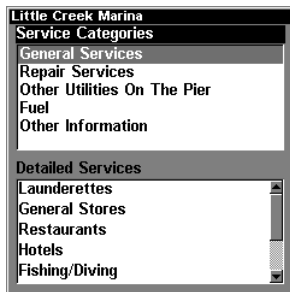 Little Creek Marina
Service Categories
General Services
Repair Services
Other Utilities On The Pier
Fuel
Other Information
Detailed Services
Launderettes
General Stores
Restaurants
Hotels
Fishing/Diving